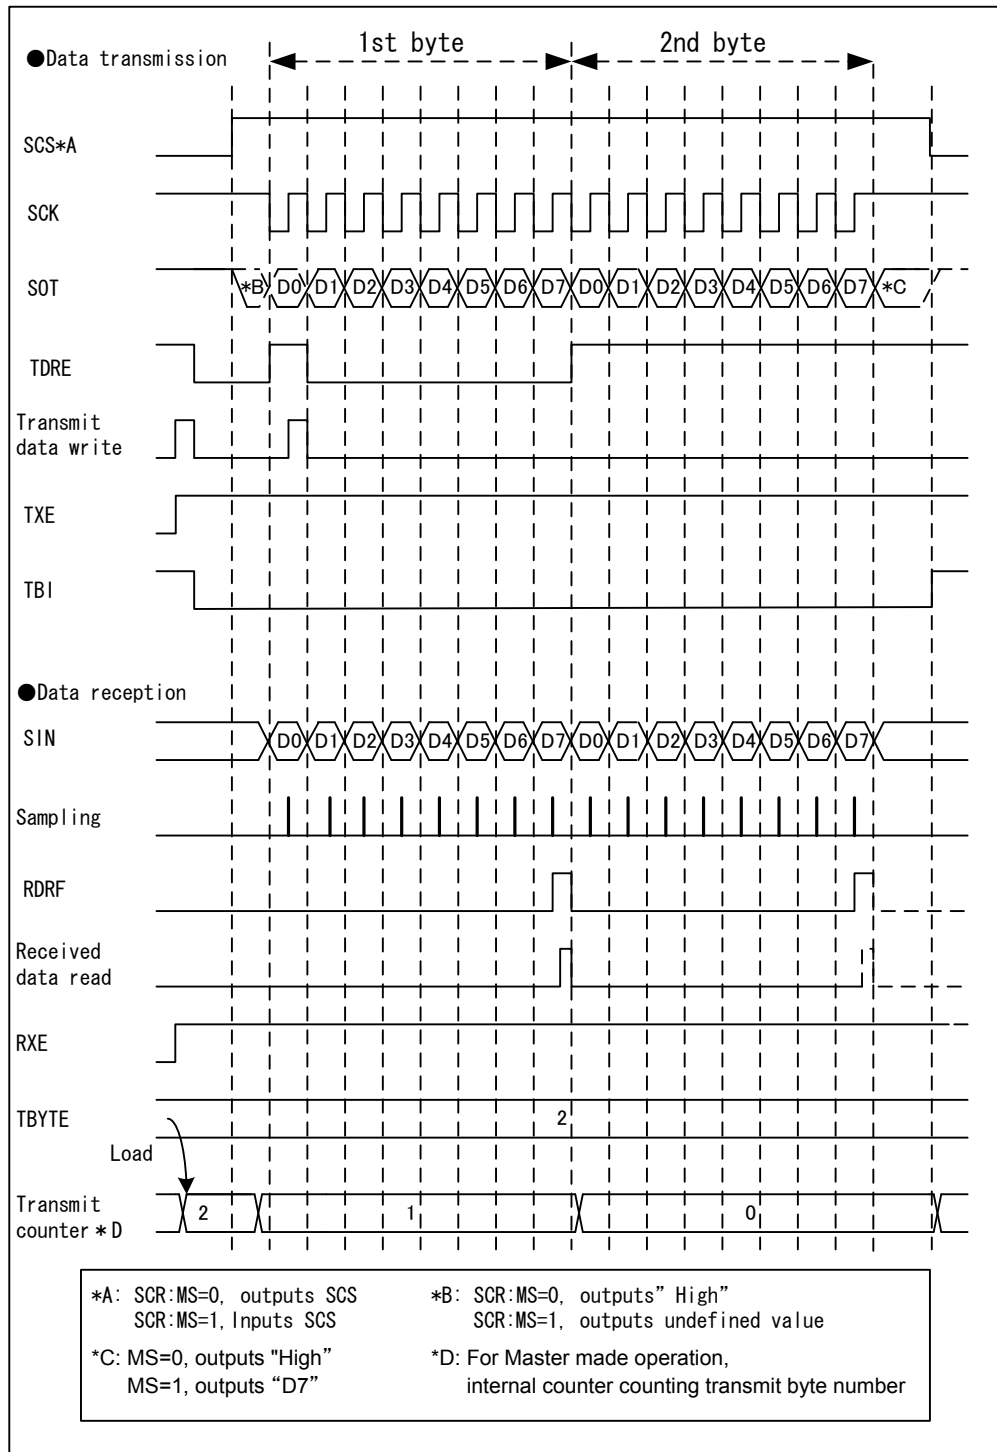 1st byte 2nd byte
●Data transmission
SCS*A
SCK
SOT *B D0 D1 D2 D3 D4 D5 D6 D7 D0 D1 D2 D3 D4 D5 D6 D7 *C
TDRE
Transmit
data write
TXE
TBI
●Data reception
SIN D0 D1 D2 D3 D4 D5 D6 D7 D0 D1 D2 D3 D4 D5 D6 D7
Sampling
RDRF
Received
data read
RXE
TBYTE 2
Load
Transmit
counter *D 2 1 0
*A: SCR:MS=0, outputs SCS
SCR:MS=1, Inputs SCS
*B: SCR:MS=0, outputs” High”
SCR:MS=1, outputs undefined value
*C: MS=0, outputs "High”
MS=1, outputs “D7”
*D: For Master made operation,
internal counter counting transmit byte number